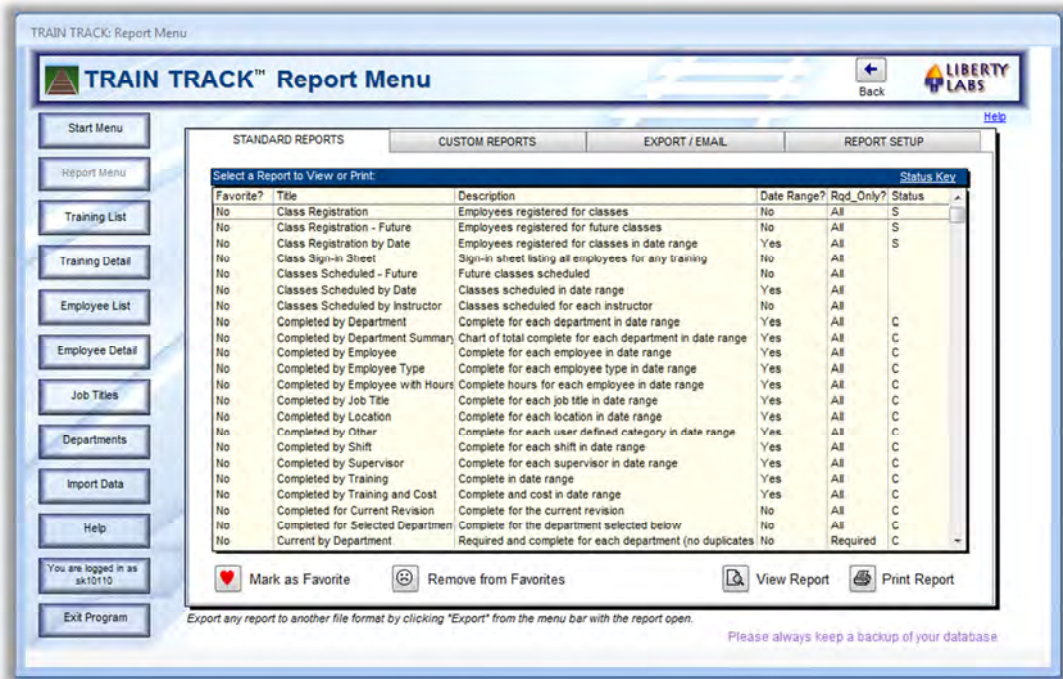 TRAIN TRACK: Report Menu
TRAIN TRACK™ Report Menu
Back
LIBERTY LABS
Help
Start Menu
Report Menu
Training List
Training Detail
Employee List
Employee Detail
Job Titles
Departments
Import Data
Help
You are logged in as
sk10110
Exit Program
STANDARD REPORTS CUSTOM REPORTS EXPORT / EMAIL REPORT SETUP
Select a Report to View or Print: Status Key
Favorite? Title Description Date Range? Rqd_Only? Status
No Class Registration Employees registered for classes No All S
No Class Registration - Future Employees registered for future classes No All S
No Class Registration by Date Employees registered for classes in date range Yes All S
No Class Sign-in Sheet Sign-in sheet listing all employees for any training No All
No Classes Scheduled - Future Future classes scheduled No All
No Classes Scheduled by Date Classes scheduled in date range Yes All
No Classes Scheduled by Instructor Classes scheduled for each instructor No All
No Completed by Department Complete for each department in date range Yes All C
No Completed by Department Summary Chart of total complete for each department in date range Yes All C
No Completed by Employee Complete for each employee in date range Yes All C
No Completed by Employee Type Complete for each employee type in date range Yes All C
No Completed by Employee with Hours Complete hours for each employee in date range Yes All C
No Completed by Job Title Complete for each job title in date range Yes All C
No Completed by Location Complete for each location in date range Yes All C
No Completed by Other Complete for each user defined category in date range Yes All C
No Completed by Shift Complete for each shift in date range Yes All C
No Completed by Supervisor Complete for each supervisor in date range Yes All C
No Completed by Training Complete in date range Yes All C
No Completed by Training and Cost Complete and cost in date range Yes All C
No Completed for Current Revision Complete for the current revision No All C
No Completed for Selected Departmen Complete for the department selected below No All C
No Current by Department Required and complete for each department (no duplicates No Required C
Mark as Favorite Remove from Favorites View Report Print Report
Export any report to another file format by clicking "Export" from the menu bar with the report open.
Please always keep a backup of your database